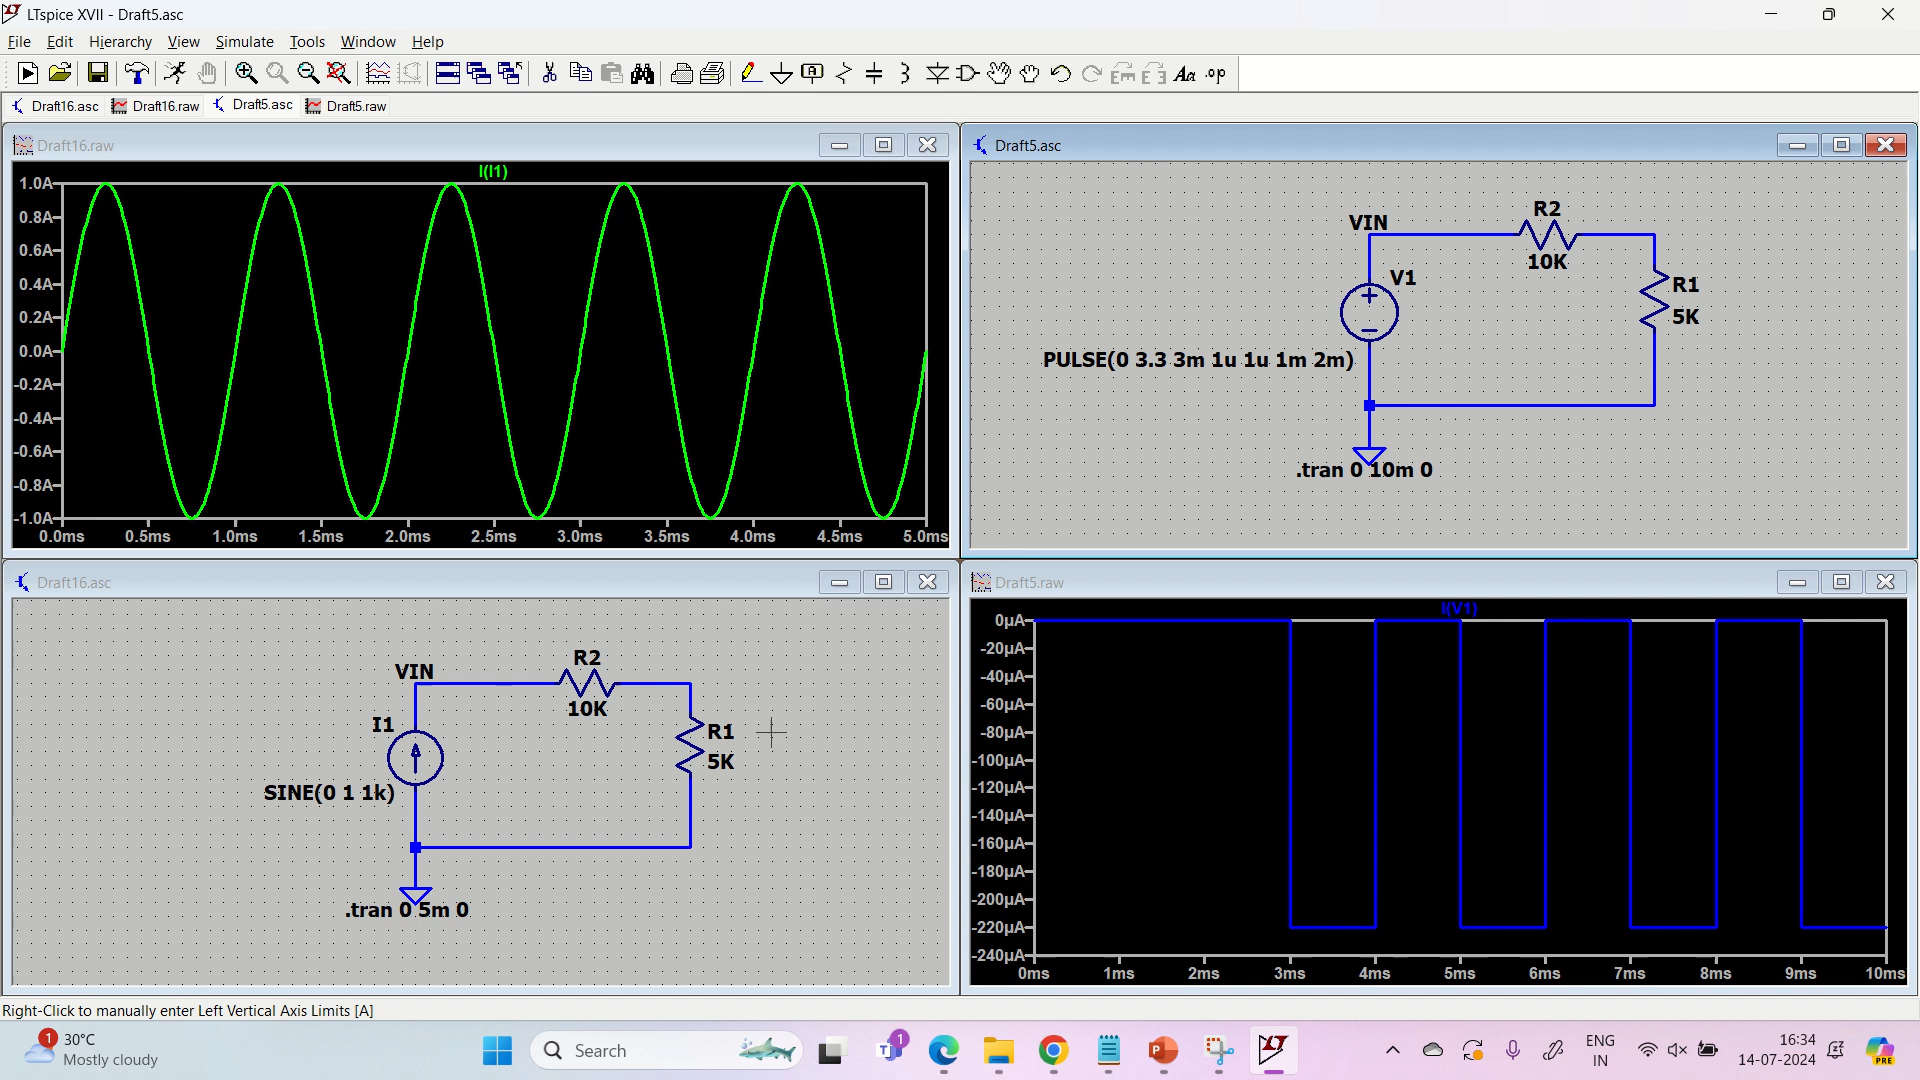 LTspice XVII - Draft5.asc
File Edit Hierarchy View Simulate Tools Window Help
Draft16.asc Draft16.raw Draft5.asc Draft5.raw
Draft16.raw
I(I1)
1.0A
0.8A
0.6A
0.4A
0.2A
0.0A
-0.2A
-0.4A
-0.6A
-0.8A
-1.0A
0.0ms 0.5ms 1.0ms 1.5ms 2.0ms 2.5ms 3.0ms 3.5ms 4.0ms 4.5ms 5.0ms
Draft5.asc
VIN
R2
10K
V1
R1
5K
PULSE(0 3.3 3m 1u 1u 1m 2m)
.tran 0 10m 0
Draft16.asc
VIN
R2
10K
I1
R1
5K
SINE(0 1 1k)
.tran 0 5m 0
Draft5.raw
I(V1)
0µA
-20µA
-40µA
-60µA
-80µA
-100µA
-120µA
-140µA
-160µA
-180µA
-200µA
-220µA
-240µA
0ms 1ms 2ms 3ms 4ms 5ms 6ms 7ms 8ms 9ms 10ms
Right-Click to manually enter Left Vertical Axis Limits [A]
1
30°C
Mostly cloudy
Search
1
ENG
IN
16:34
14-07-2024
PRE